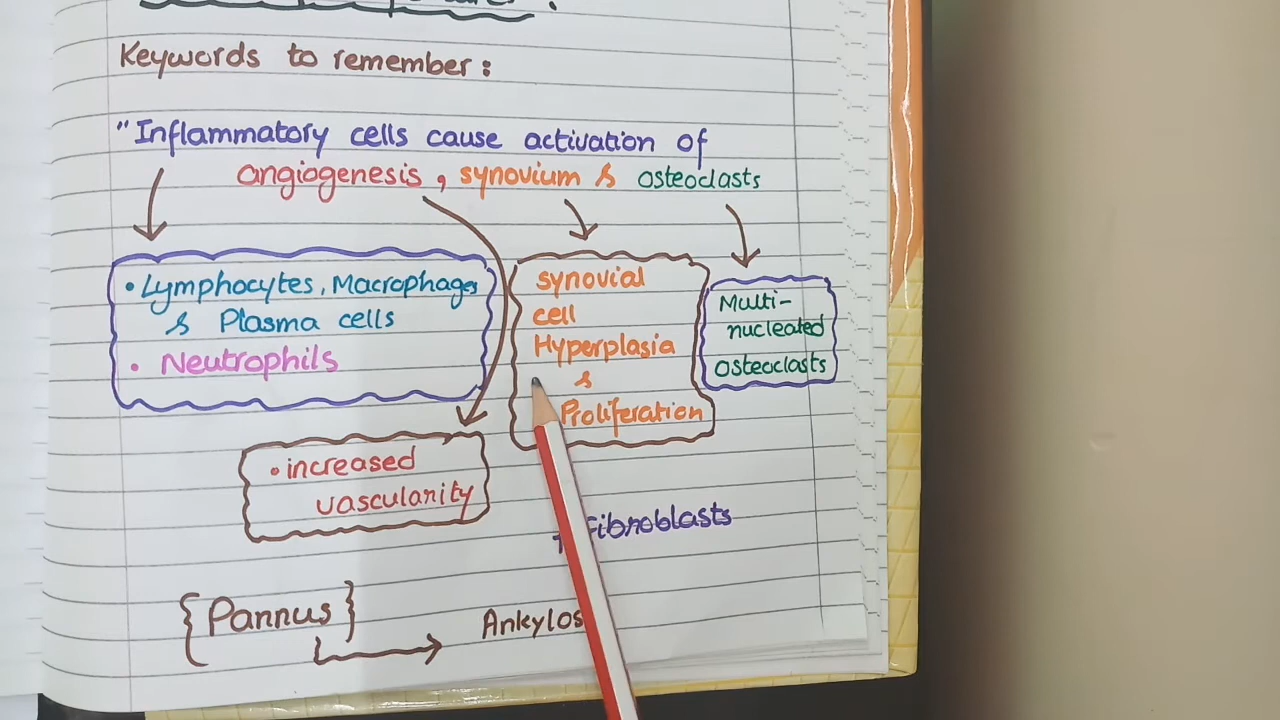 Keywords to remember :
"Inflammatory cells cause activation of
angiogenesis , synovium & osteoclasts
• Lymphocytes, Macrophages
& Plasma cells
• Neutrophils
synovial
cell
Hyperplasia
&
Proliferation
Multi-
nucleated
osteoclasts
• increased
vascularity
Fibroblasts
{ Pannus }
Ankylos